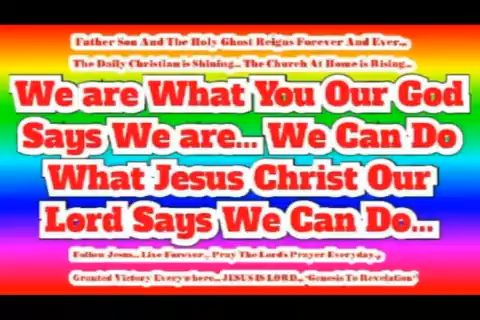 Father Son And The Holy Ghost Reigns Forever And Ever...
The Daily Christian is Shining... The Church At Home is Rising...
We are What You Our God
Says We are... We Can Do
What Jesus Christ Our
Lord Says We Can Do...
Follow Jesus... Live Forever... Pray The Lord's Prayer Everyday...
Granted Victory Everywhere... JESUS IS LORD... "Genesis To Revelation"